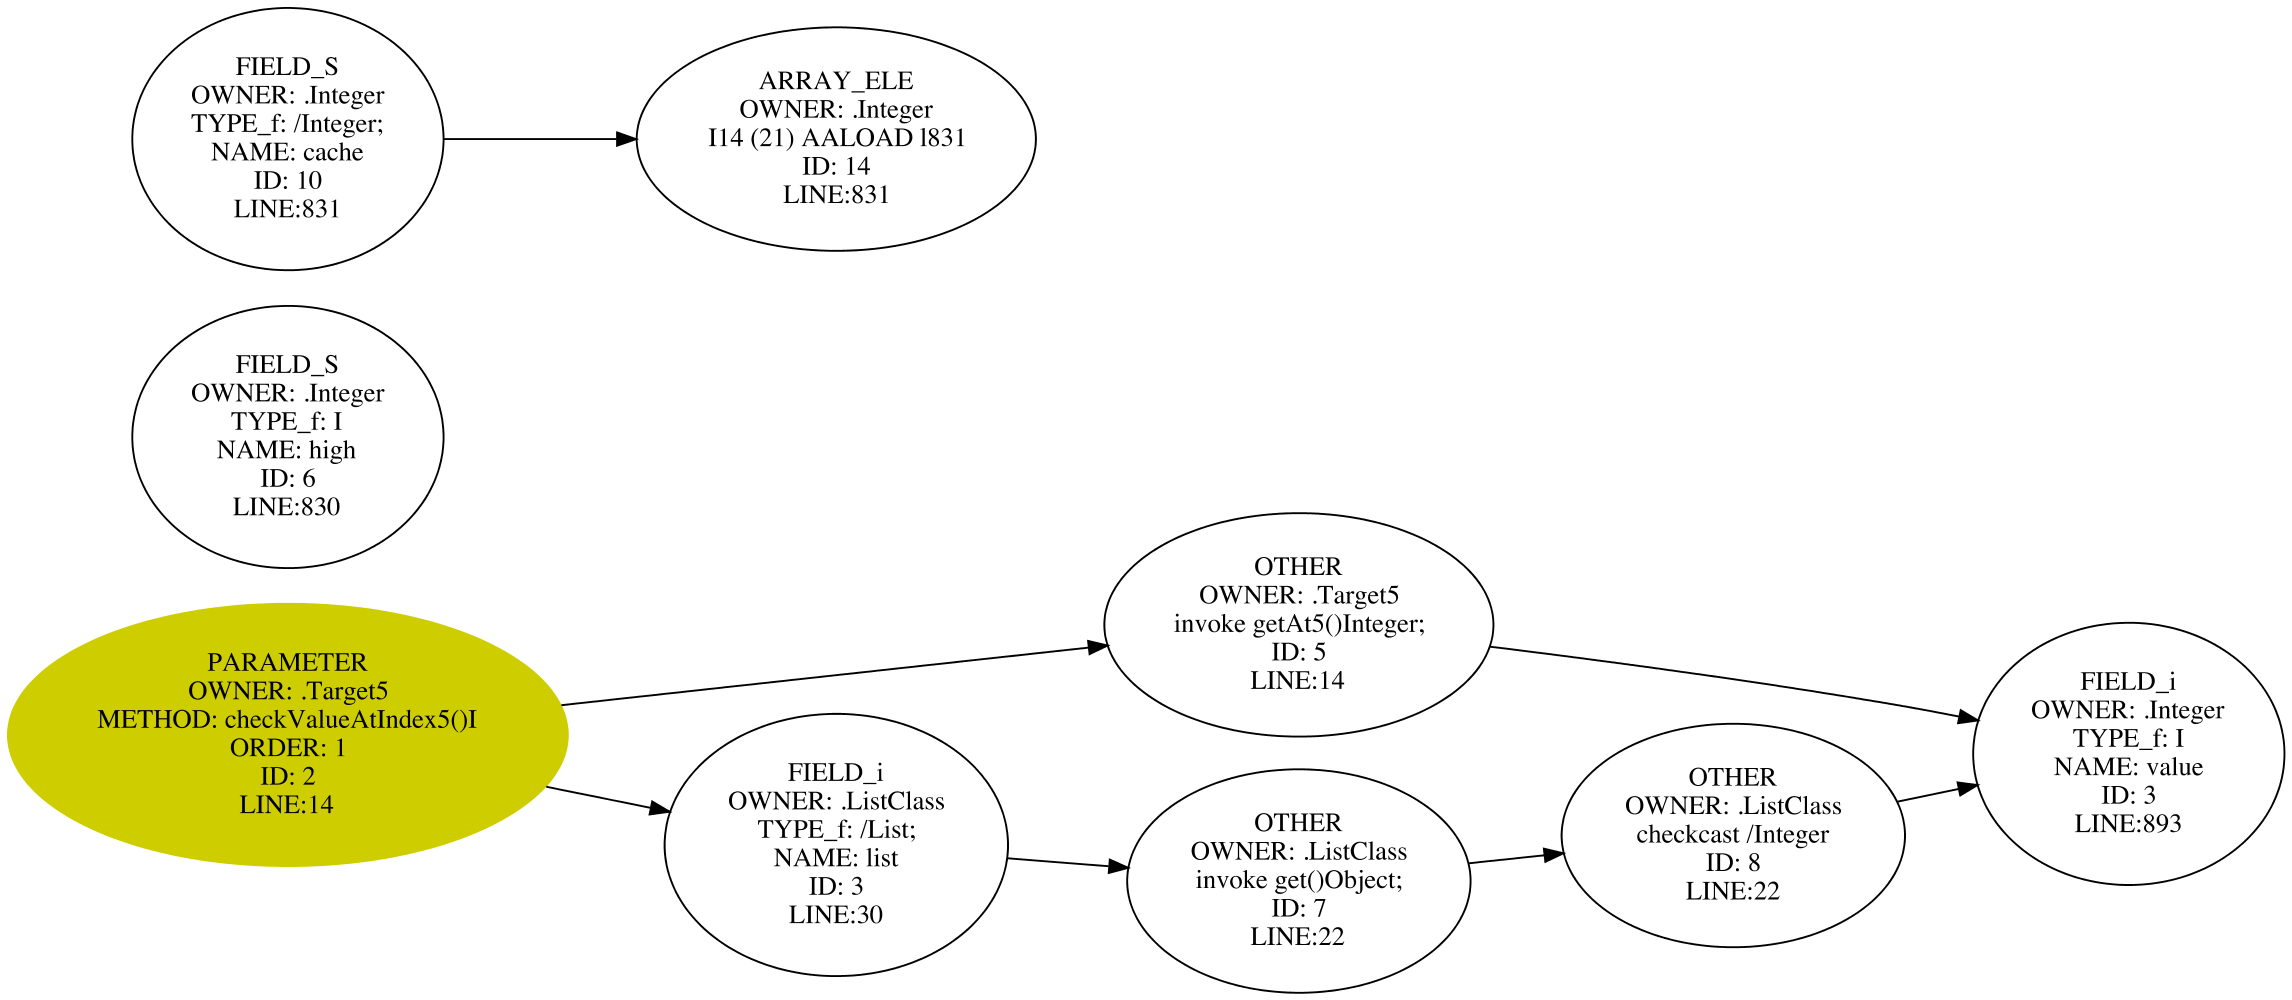 FIELD_S
OWNER: .Integer
TYPE_f: /Integer;
NAME: cache
ID: 10
LINE:831
ARRAY_ELE
OWNER: .Integer
I14 (21) AALOAD l831
ID: 14
LINE:831
FIELD_S
OWNER: .Integer
TYPE_f: I
NAME: high
ID: 6
LINE:830
PARAMETER
OWNER: .Target5
METHOD: checkValueAtIndex5()I
ORDER: 1
ID: 2
LINE:14
OTHER
OWNER: .Target5
invoke getAt5()Integer;
ID: 5
LINE:14
FIELD_i
OWNER: .ListClass
TYPE_f: /List;
NAME: list
ID: 3
LINE:30
OTHER
OWNER: .ListClass
invoke get()Object;
ID: 7
LINE:22
OTHER
OWNER: .ListClass
checkcast /Integer
ID: 8
LINE:22
FIELD_i
OWNER: .Integer
TYPE_f: I
NAME: value
ID: 3
LINE:893